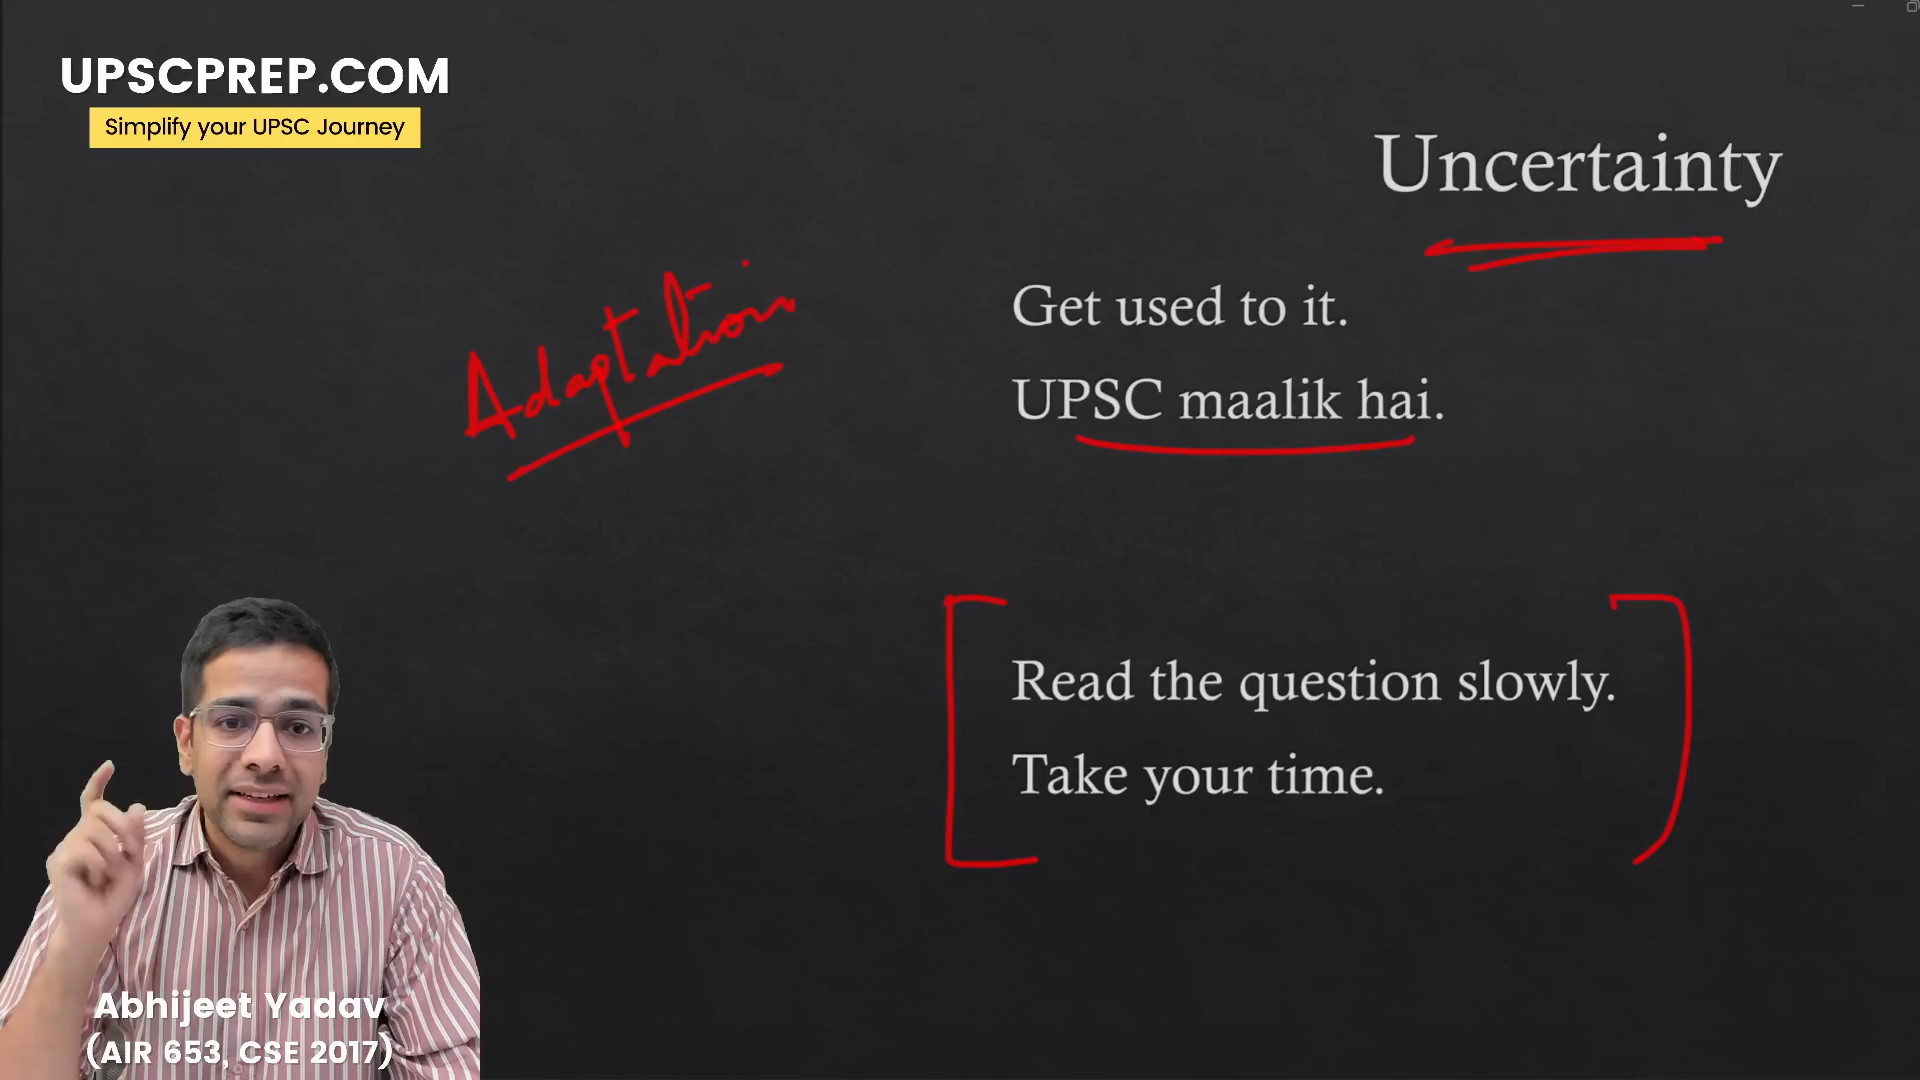 UPSCPREP.COM
Simplify your UPSC Journey
Uncertainty
Adaptation
Get used to it.
UPSC maalik hai.
Read the question slowly.
Take your time.
Abhijeet Yadav
(AIR 653, CSE 2017)